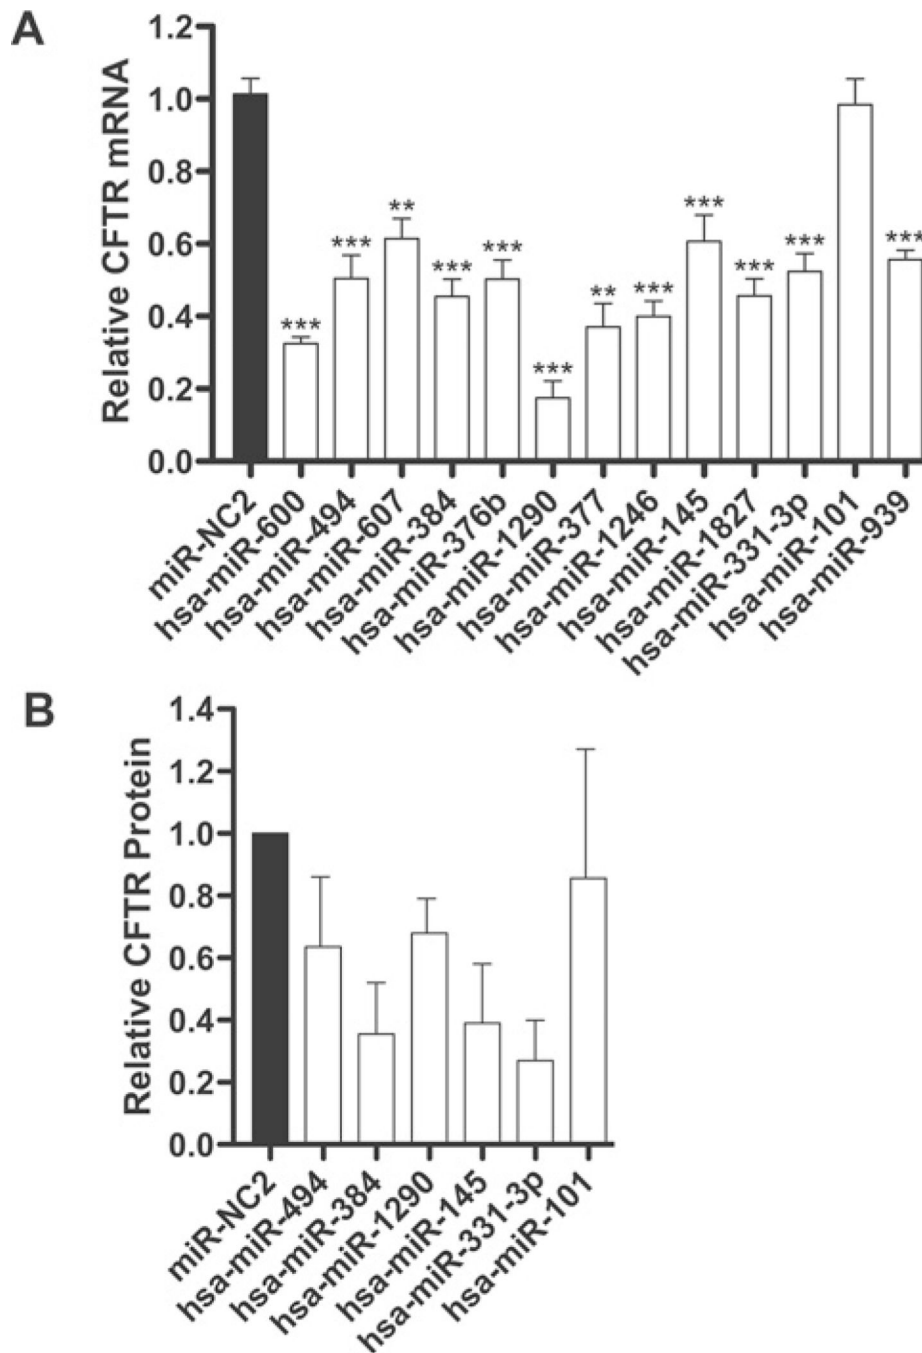 A
Relative CFTR mRNA
1.2
1.0
0.8
0.6
0.4
0.2
0.0
***
***
**
***
***
***
**
***
***
***
***
***
miR-NC2
hsa-miR-600
hsa-miR-494
hsa-miR-607
hsa-miR-384
hsa-miR-376b
hsa-miR-1290
hsa-miR-377
hsa-miR-1246
hsa-miR-145
hsa-miR-1827
hsa-miR-331-3p
hsa-miR-101
hsa-miR-939
B
Relative CFTR Protein
1.4
1.2
1.0
0.8
0.6
0.4
0.2
0.0
miR-NC2
hsa-miR-494
hsa-miR-384
hsa-miR-1290
hsa-miR-145
hsa-miR-331-3p
hsa-miR-101